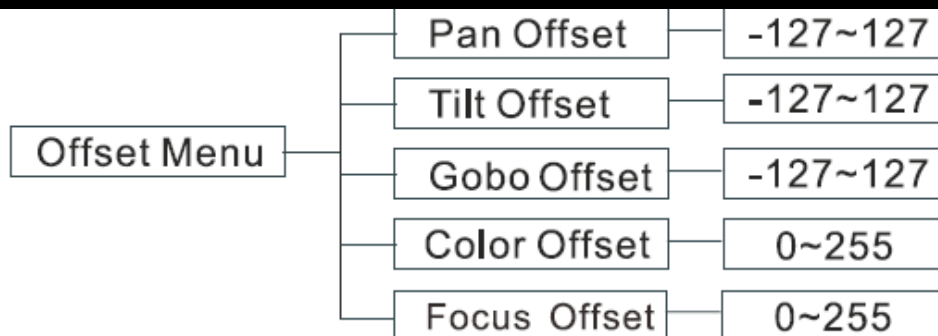 Pan Offset -127~127
Tilt Offset -127~127
Offset Menu
Gobo Offset -127~127
Color Offset 0~255
Focus Offset 0~255